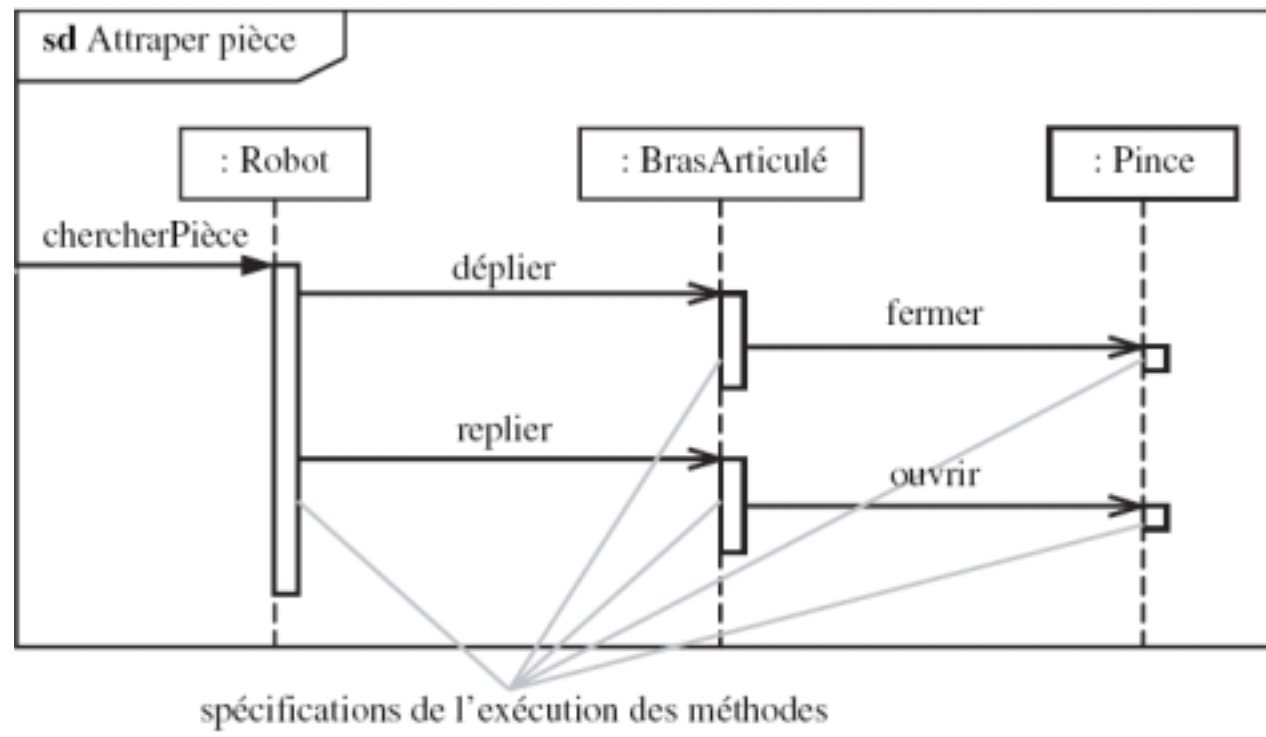 sd Attraper pièce
: Robot
: BrasArticulé
: Pince
chercherPièce
déplier
fermer
replier
ouvrir
spécifications de l’exécution des méthodes